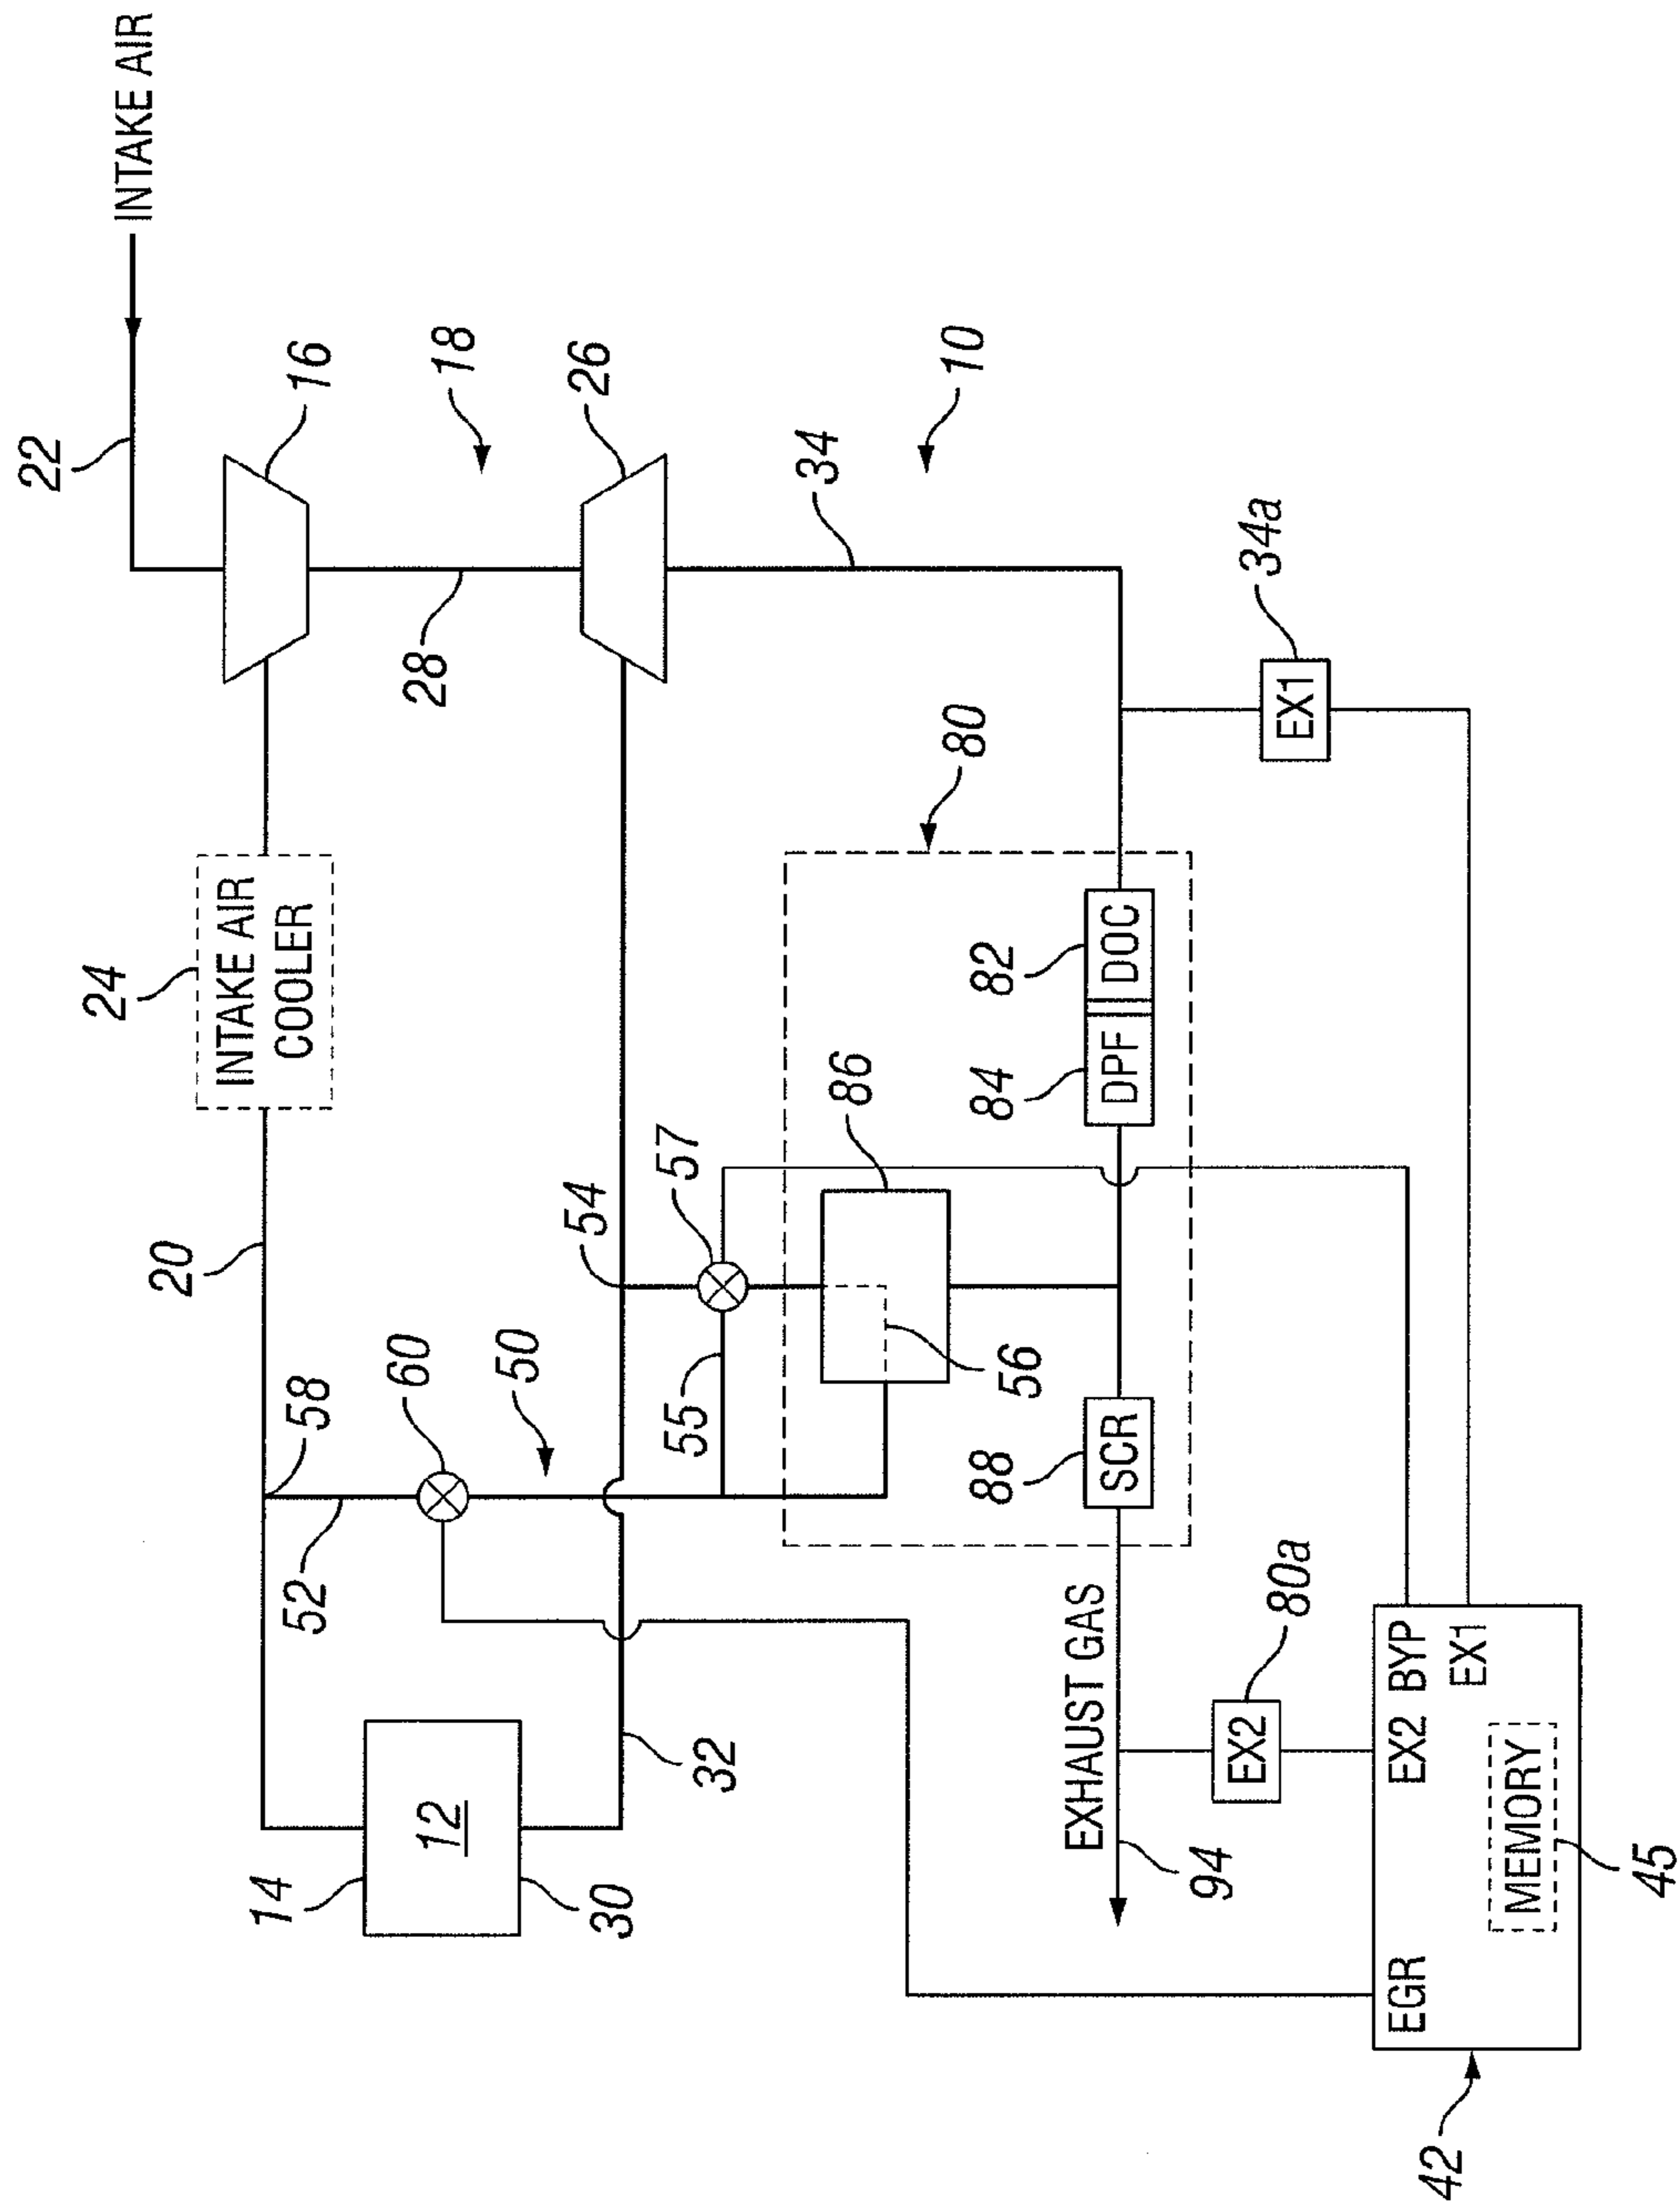 INTAKE AIR
22
16
18
26
10
34
28
34a
EX1
24
INTAKE AIR
COOLER
80
82
DOC
84
DPF
86
57
54
20
56
55
58
60
50
52
88
SCR
80a
EX2
EXHAUST GAS
94
32
12
14
30
EGR
EX2
BYP
EX1
MEMORY
45
42